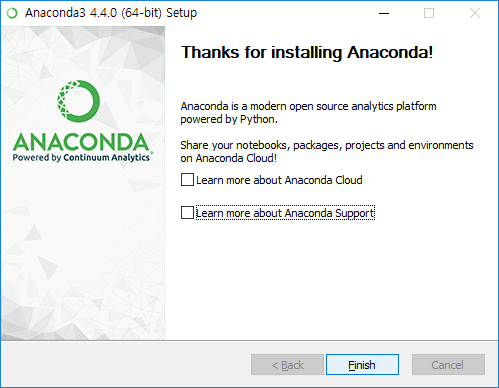 Anaconda3 4.4.0 (64-bit) Setup
Thanks for installing Anaconda!
ANACONDA
Powered by Continuum Analytics
Anaconda is a modern open source analytics platform
powered by Python.
Share your notebooks, packages, projects and environments
on Anaconda Cloud!
Learn more about Anaconda Cloud
Learn more about Anaconda Support
< Back
Finish
Cancel